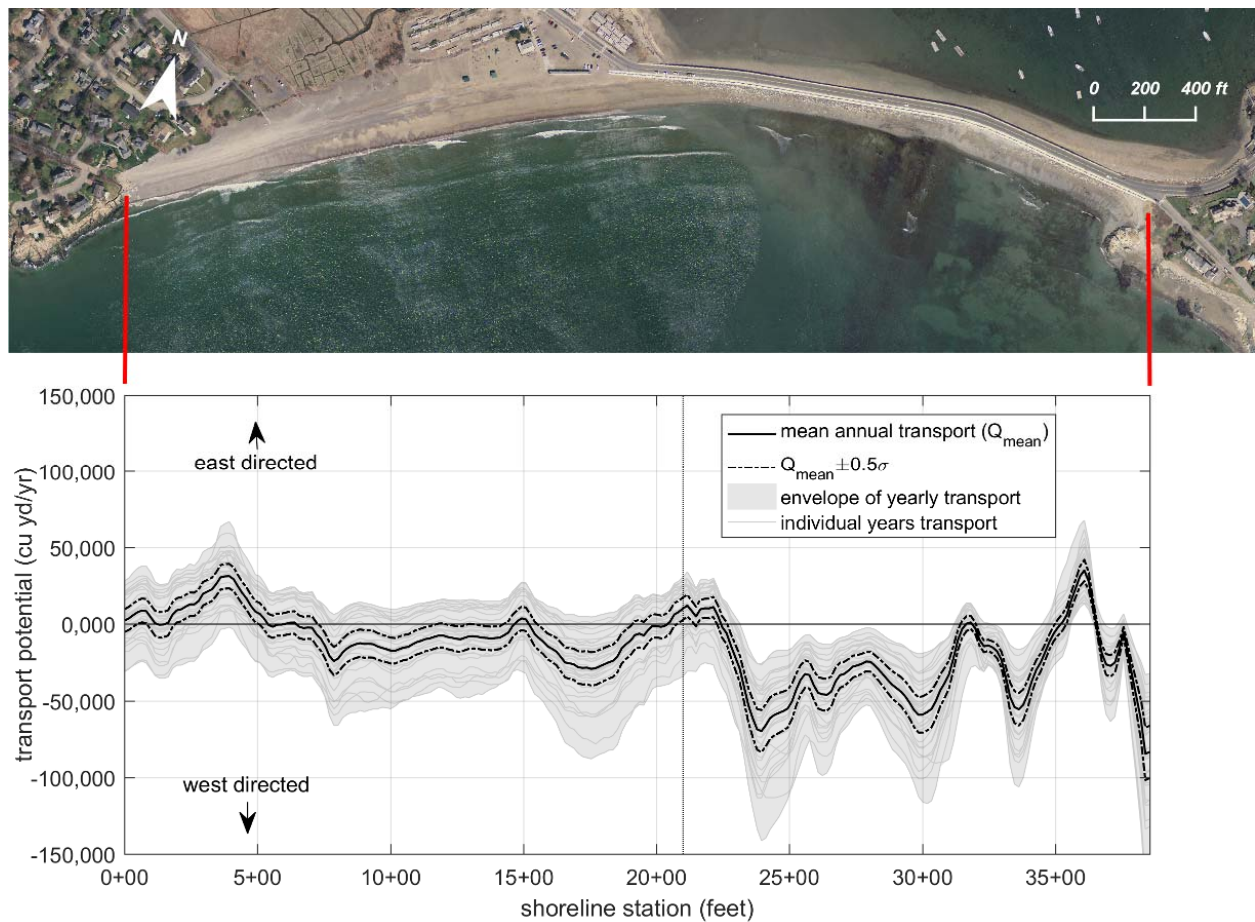 N
0 200 400 ft
150,000
100,000
50,000
0,000
-50,000
-100,000
-150,000
transport potential (cu yd/yr)
east directed
west directed
mean annual transport (Qmean)
Qmean±0.5σ
envelope of yearly transport
individual years transport
0+00 5+00 10+00 15+00 20+00 25+00 30+00 35+00
shoreline station (feet)